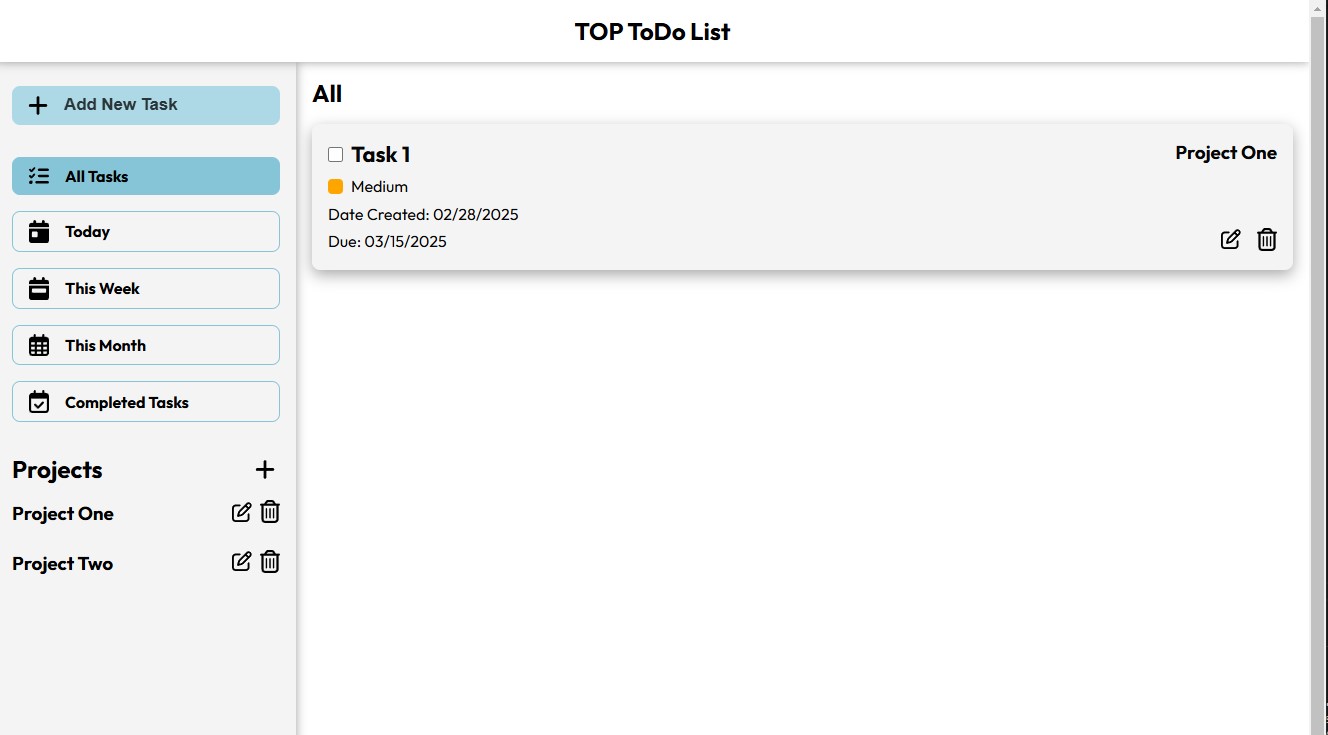 TOP ToDo List
Add New Task
All Tasks
Today
This Week
This Month
Completed Tasks
Projects
Project One
Project Two
All
Task 1
Project One
Medium
Date Created: 02/28/2025
Due: 03/15/2025